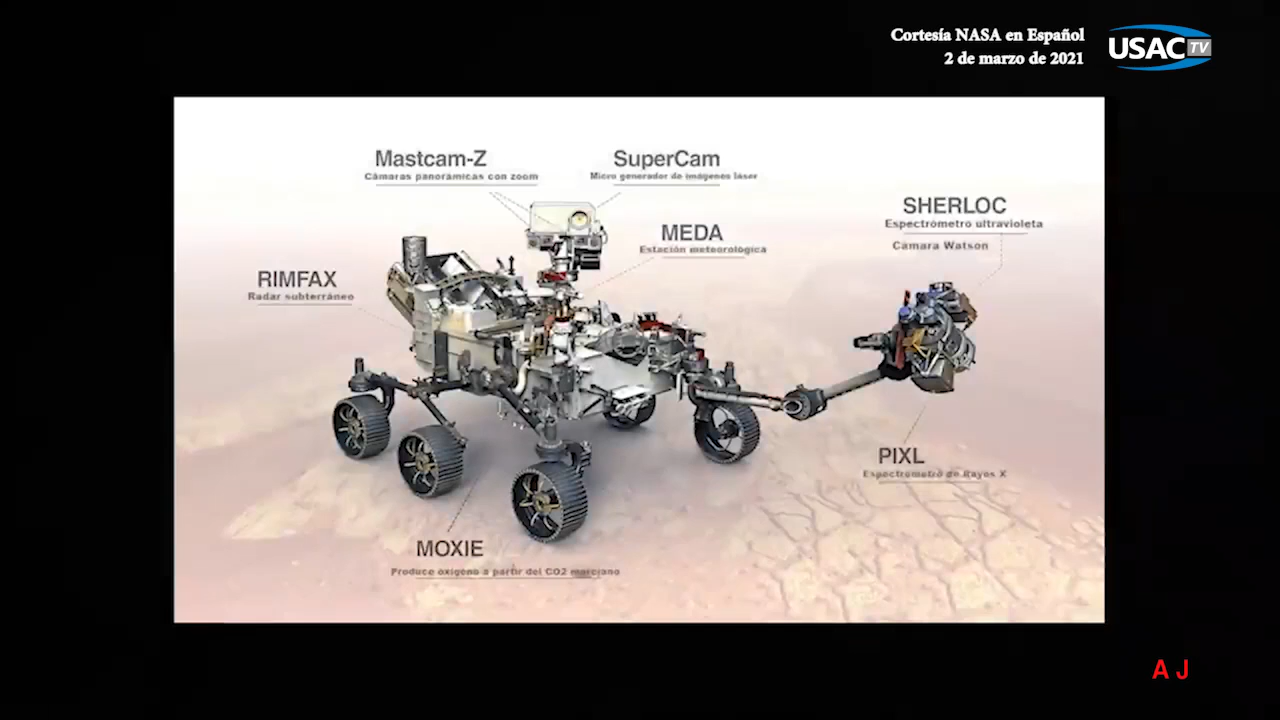 Cortesía NASA en Español
2 de marzo de 2021
USAC TV
Mastcam-Z
Cámaras panorámicas con zoom
SuperCam
Micro generador de imágenes láser
SHERLOC
Espectrómetro ultravioleta
Cámara Watson
MEDA
Estación meteorológica
RIMFAX
Radar subterráneo
PIXL
Espectrómetro de Rayos X
MOXIE
Produce oxígeno a partir del CO2 marciano
A J